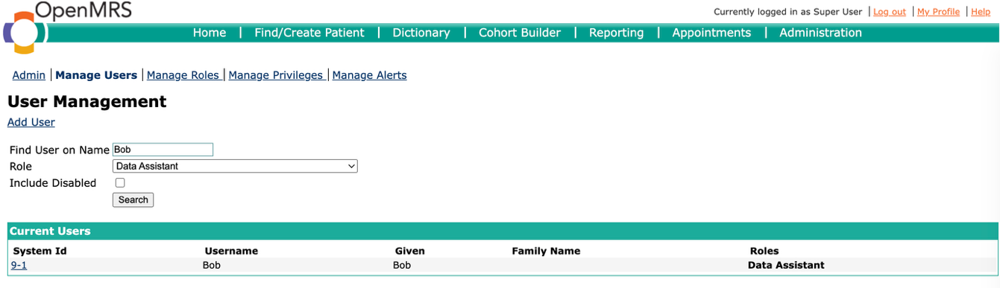 OpenMRS
Currently logged in as Super User | Log out | My Profile | Help
Home | Find/Create Patient | Dictionary | Cohort Builder | Reporting | Appointments | Administration
Admin | Manage Users | Manage Roles | Manage Privileges | Manage Alerts
User Management
Add User
Find User on Name Bob
Role Data Assistant
Include Disabled
Search
Current Users
System Id Username Given Family Name Roles
9-1 Bob Bob Data Assistant